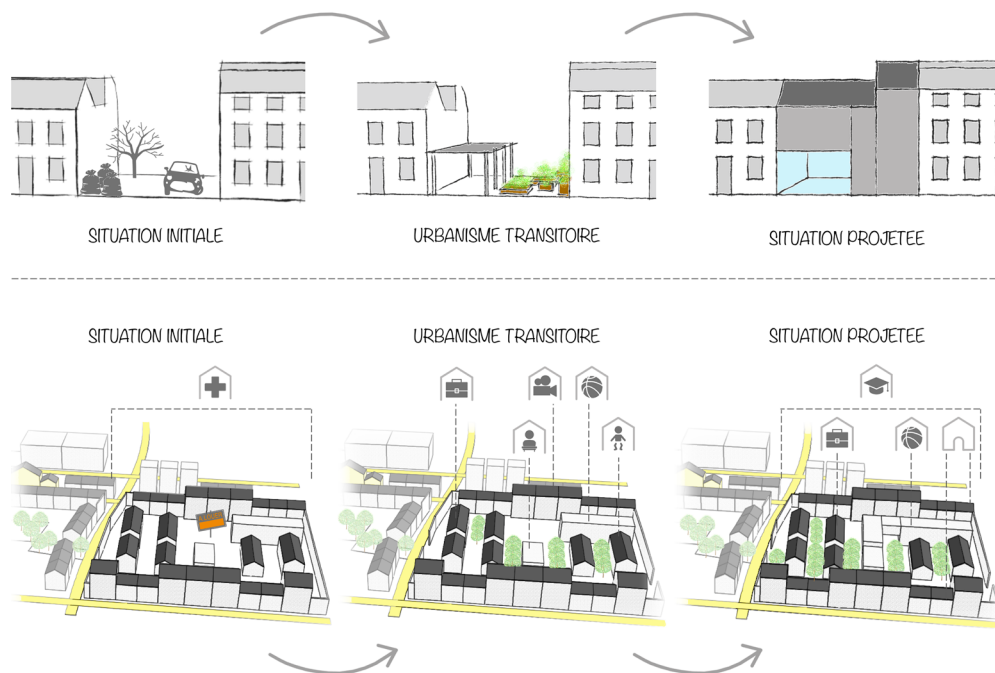 SITUATION INITIALE
URBANISME TRANSITOIRE
SITUATION PROJETEE
SITUATION INITIALE
URBANISME TRANSITOIRE
SITUATION PROJETEE